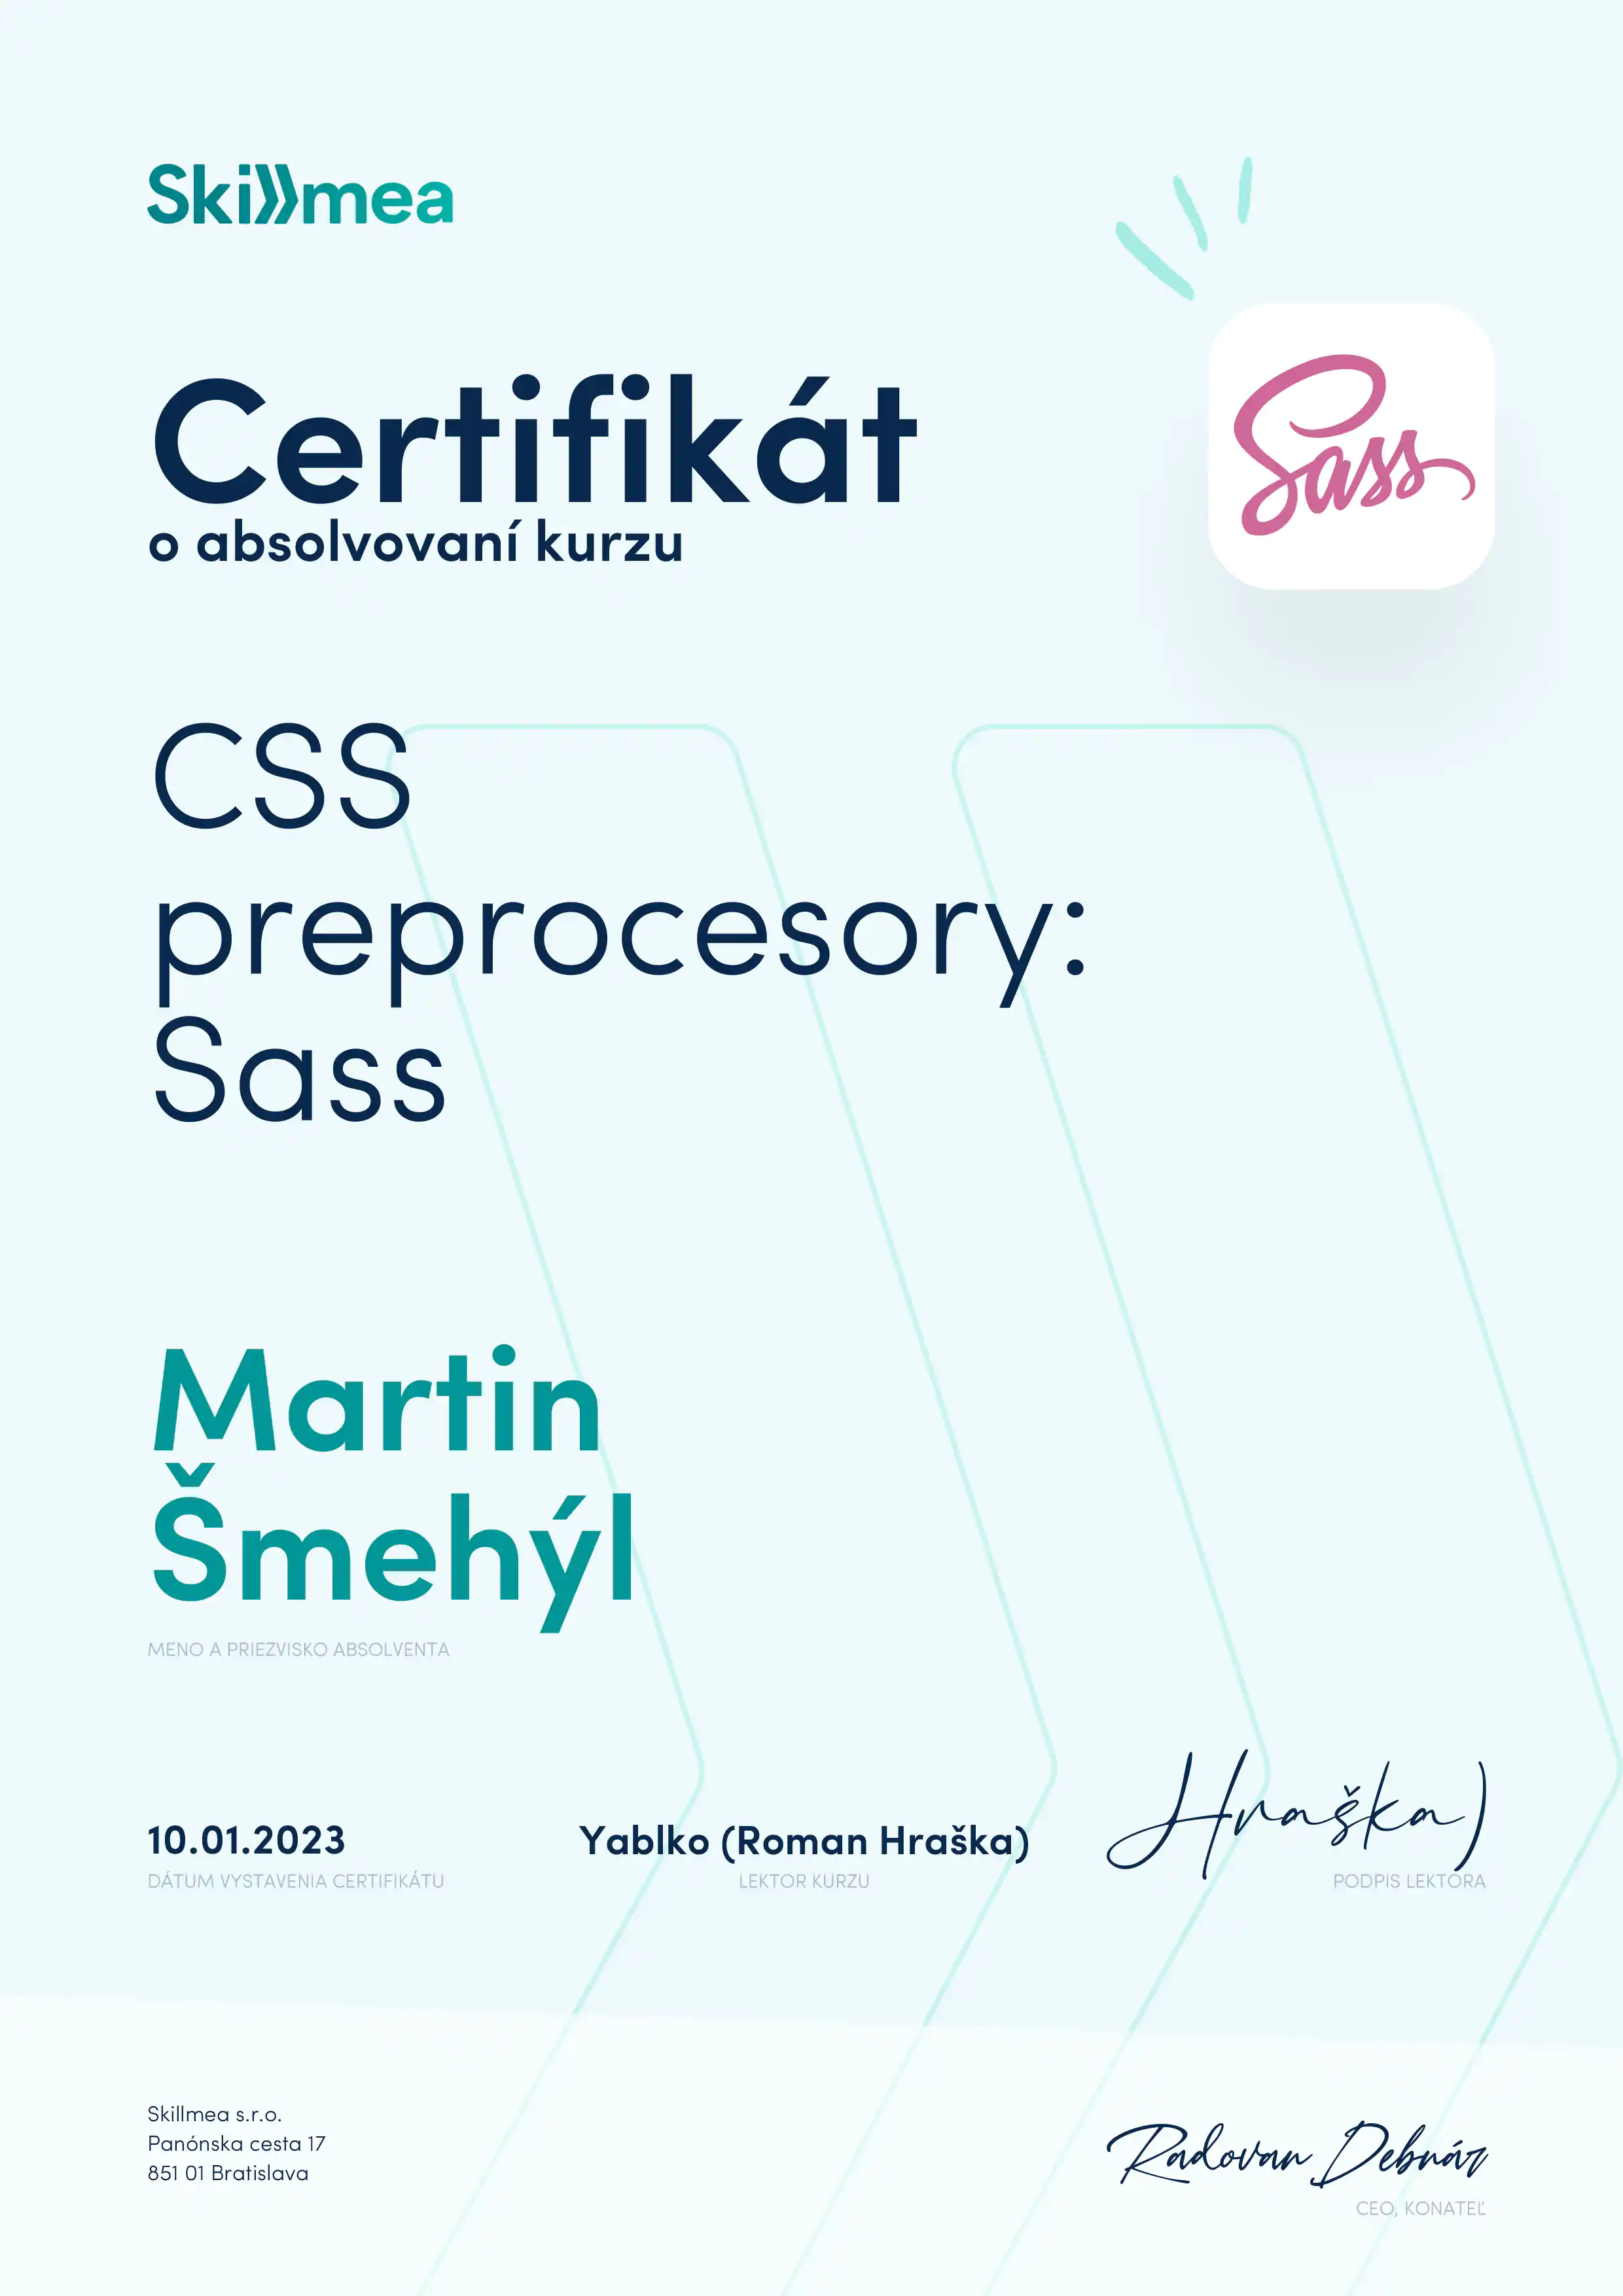 Skillmea
Certifikát
o absolvovaní kurzu
Sass
CSS
preprocesory:
Sass
Martin
Šmehýl
MENO A PRIEZVISKO ABSOLVENTA
10.01.2023
DÁTUM VYSTAVENIA CERTIFIKÁTU
Yablko (Roman Hraška)
LEKTOR KURZU
Hraška)
PODPIS LEKTORA
Skillmea s.r.o.
Panónska cesta 17
851 01 Bratislava
Radovan Debnár
CEO, KONATEĽ